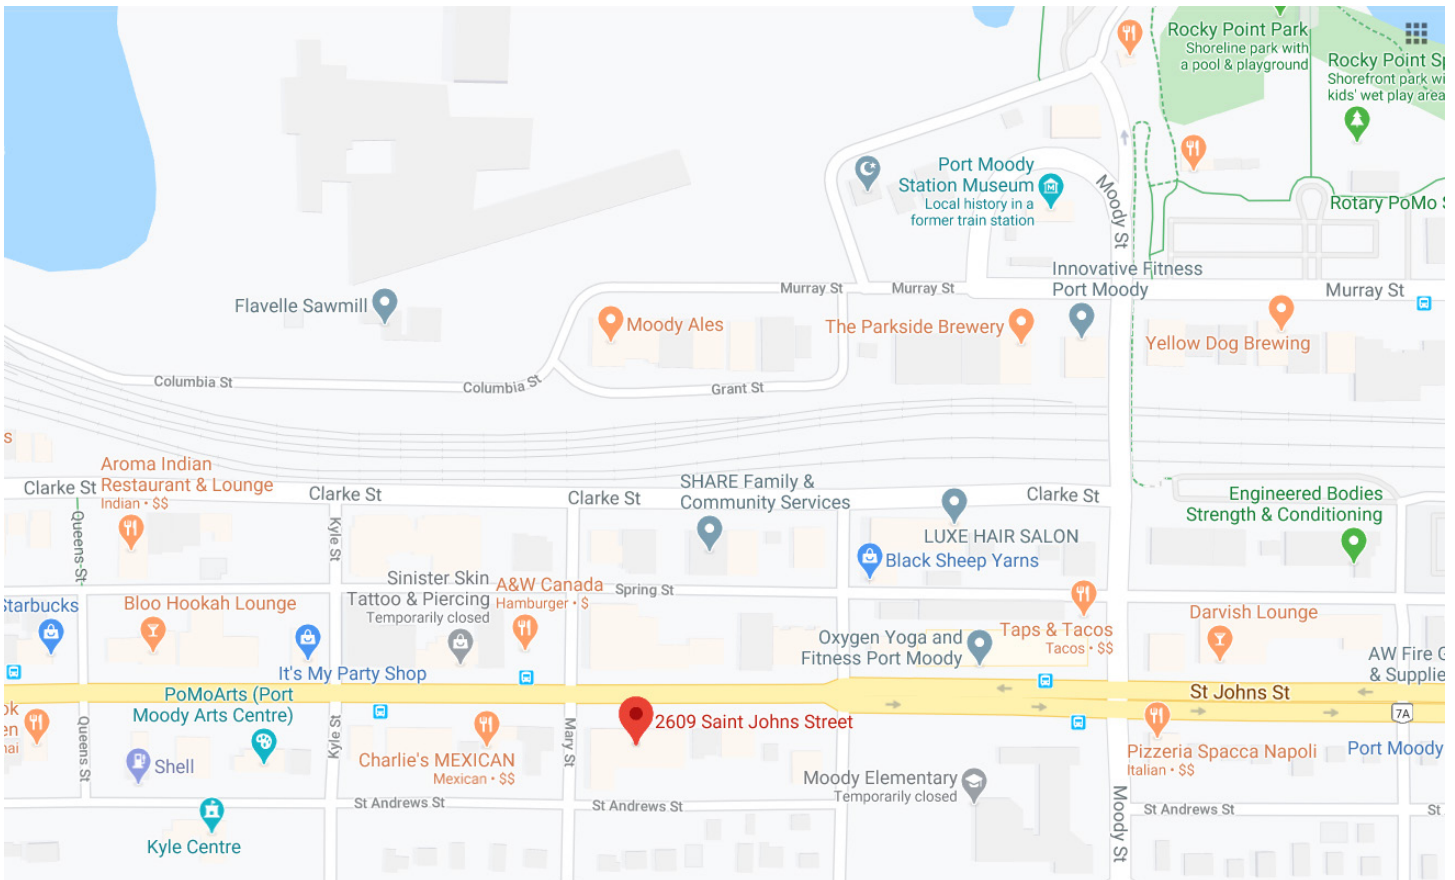 Rocky Point Park
Shoreline park with
a pool & playground
Rocky Point Sp
Shorefront park wi
kids' wet play area
Port Moody
Station Museum
Local history in a
former train station
Moody St
Rotary PoMo S
Innovative Fitness
Port Moody
Murray St
Murray St
Murray St
Flavelle Sawmill
Moody Ales
The Parkside Brewery
Yellow Dog Brewing
Columbia St
Columbia St
Grant St
s
Aroma Indian
Restaurant & Lounge
Indian • $$
Clarke St
Clarke St
Clarke St
Clarke St
SHARE Family &
Community Services
Engineered Bodies
Strength & Conditioning
LUXE HAIR SALON
Queens St
Kyle St
Black Sheep Yarns
Sinister Skin
Tattoo & Piercing
Temporarily closed
A&W Canada
Hamburger • $
Spring St
Starbucks
Bloo Hookah Lounge
Darvish Lounge
Taps & Tacos
Tacos • $$
Oxygen Yoga and
Fitness Port Moody
It's My Party Shop
AW Fire G
& Supplie
St Johns St
PoMoArts (Port
Moody Arts Centre)
7A
2609 Saint Johns Street
ok
en
hai
Queens St
Kyle St
Mary St
Shell
Charlie's MEXICAN
Mexican • $$
Pizzeria Spacca Napoli
Italian • $$
Port Moody
Moody Elementary
Temporarily closed
St Andrews St
St Andrews St
St Andrews St
St
Moody St
Kyle Centre